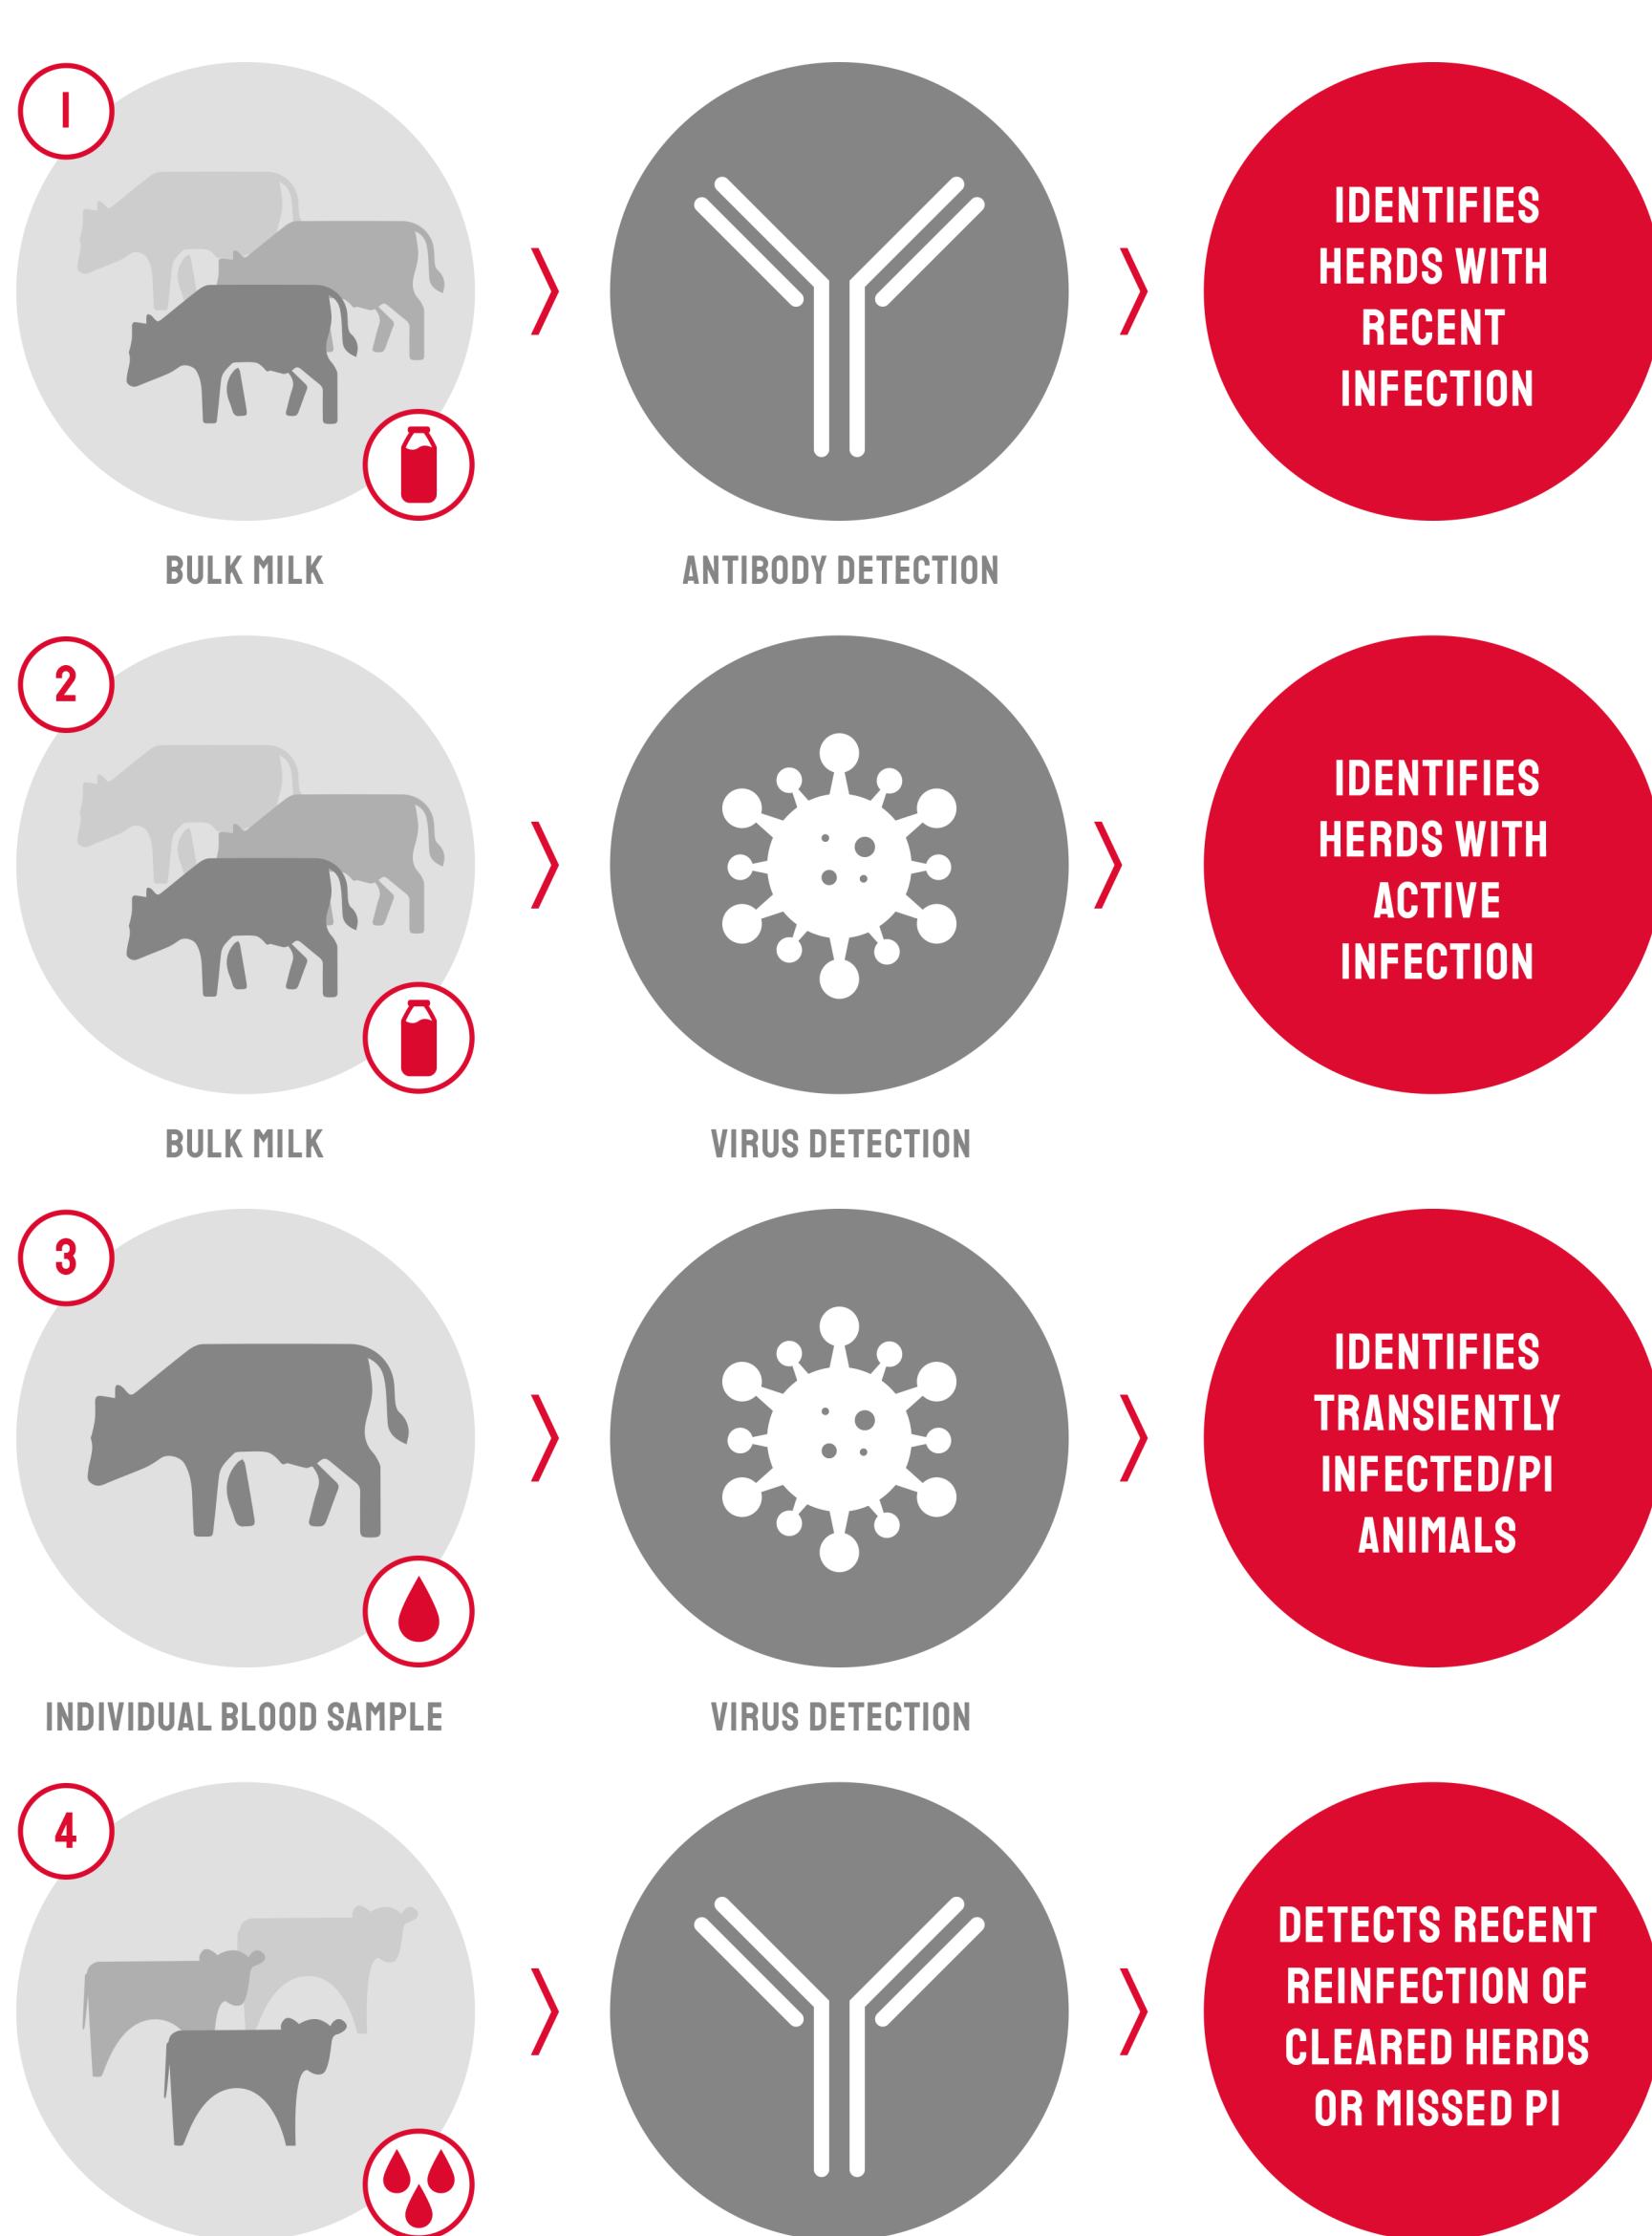 1
IDENTIFIES
HERDS WITH
RECENT
INFECTION
BULK MILK
ANTIBODY DETECTION
2
IDENTIFIES
HERDS WITH
ACTIVE
INFECTION
BULK MILK
VIRUS DETECTION
3
IDENTIFIES
TRANSIENTLY
INFECTED/PI
ANIMALS
INDIVIDUAL BLOOD SAMPLE
VIRUS DETECTION
4
DETECTS RECENT
REINFECTION OF
CLEARED HERDS
OR MISSED PI